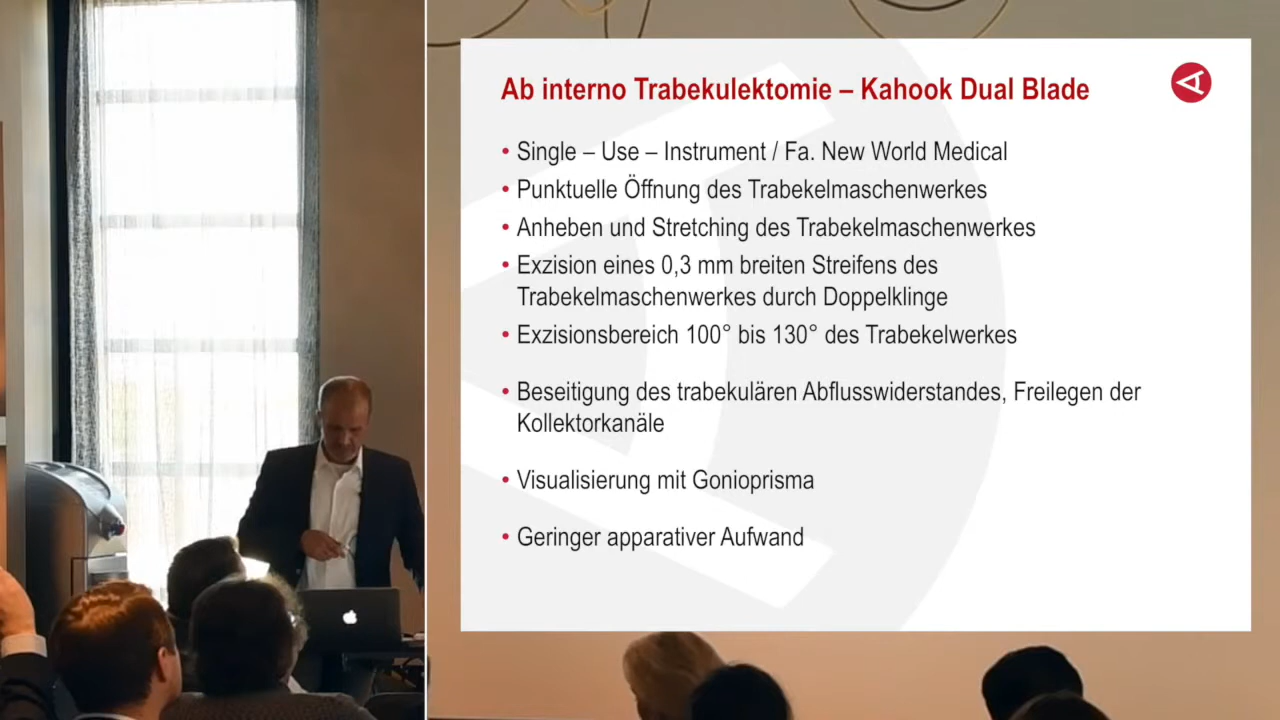 Ab interno Trabekulektomie – Kahook Dual Blade
• Single – Use – Instrument / Fa. New World Medical
• Punktuelle Öffnung des Trabekelmaschenwerkes
• Anheben und Stretching des Trabekelmaschenwerkes
• Exzision eines 0,3 mm breiten Streifens des
Trabekelmaschenwerkes durch Doppelklinge
• Exzisionsbereich 100° bis 130° des Trabekelwerkes
• Beseitigung des trabekulären Abflusswiderstandes, Freilegen der
Kollektorkanäle
• Visualisierung mit Gonioprisma
• Geringer apparativer Aufwand